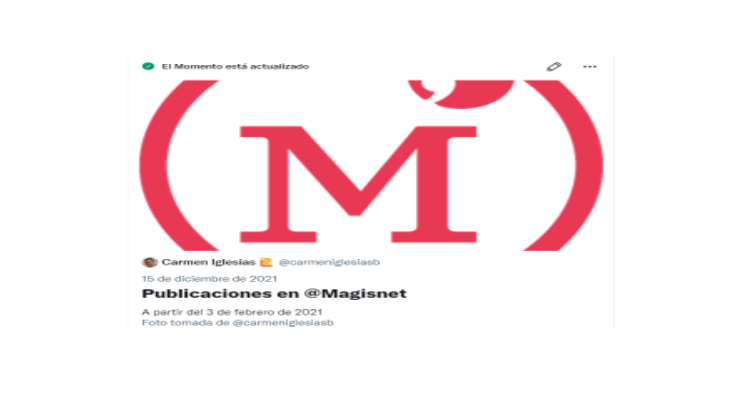 El Momento está actualizado
M
Carmen Iglesias @carmeniglesiasb
15 de diciembre de 2021
Publicaciones en @Magisnet
A partir del 3 de febrero de 2021
Foto tomada de @carmeniglesiasb